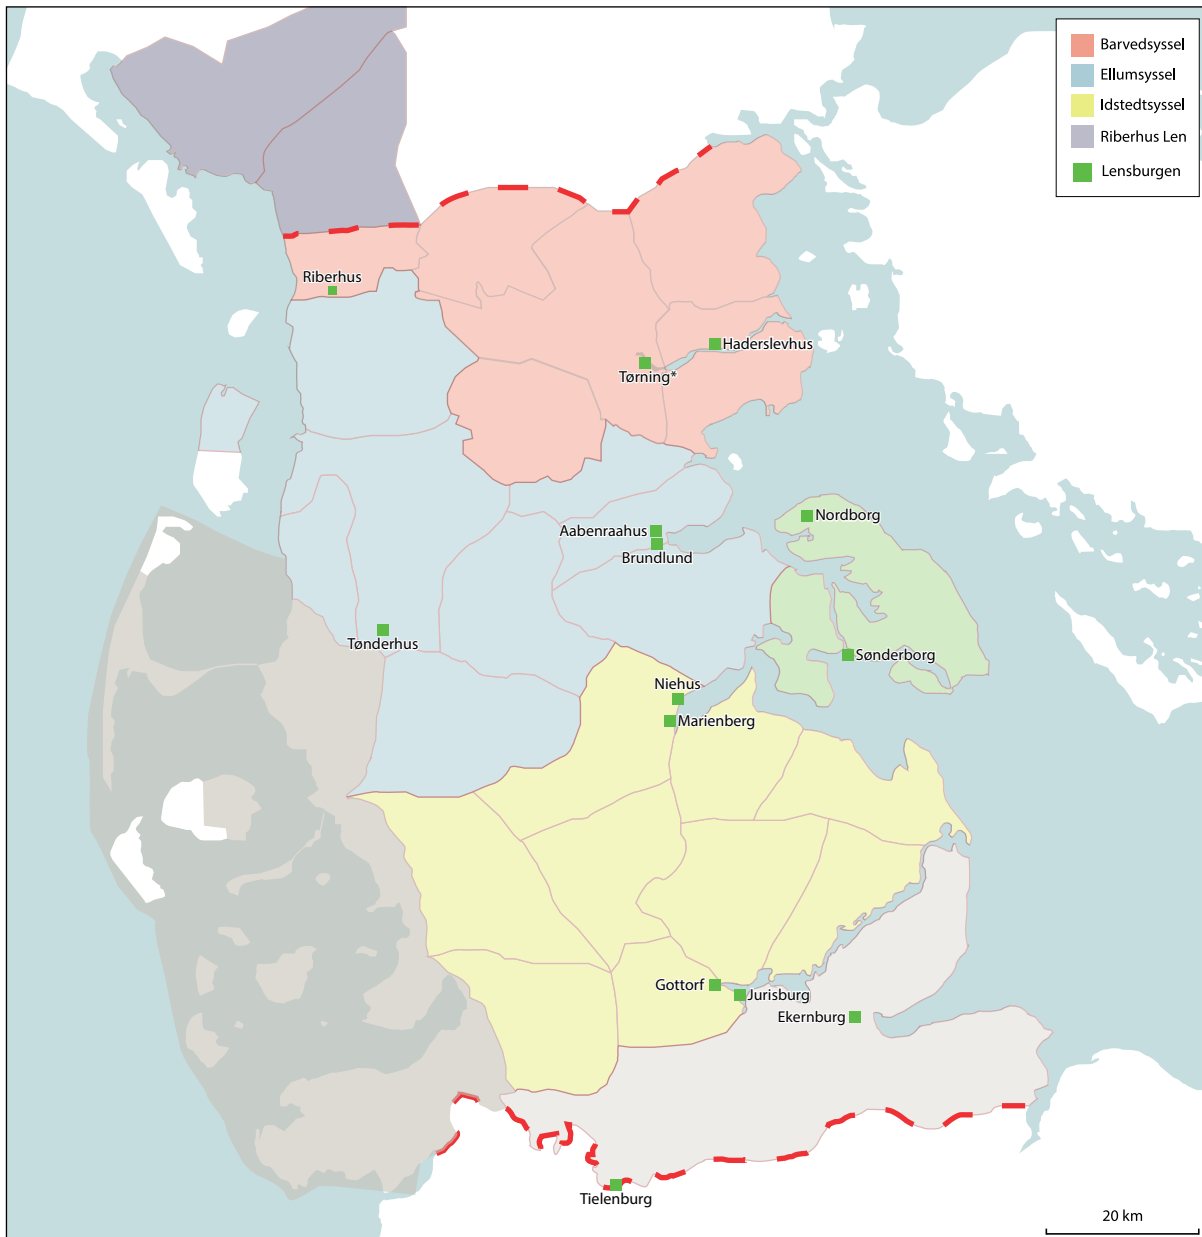 Barvedsyssel
Ellumsyssel
Idstedtsyssel
Riberhus Len
Lensburgen
Riberhus
Haderslevhus
Tørning*
Nordborg
Aabenraahus
Brundlund
Tønderhus
Sønderborg
Niehus
Marienberg
Gottorf
Jurisburg
Ekernburg
Tielenburg
20 km